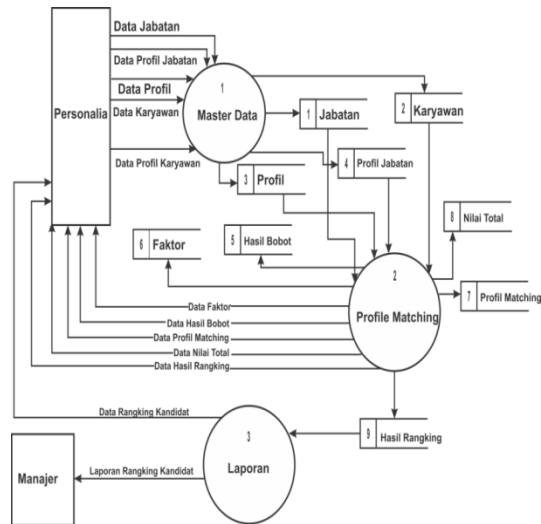 Data Jabatan
Data Profil Jabatan
Data Profil
Data Karyawan
Data Profil Karyawan
Personalia
1
Master Data
1 Jabatan
2 Karyawan
3 Profil
4 Profil Jabatan
5 Hasil Bobot
6 Faktor
8 Nilai Total
7 Profil Matching
2
Profile Matching
Data Faktor
Data Hasil Bobot
Data Profil Matching
Data Nilai Total
Data Hasil Rangking
9 Hasil Rangking
Data Rangking Kandidat
3
Laporan
Laporan Rangking Kandidat
Manajer